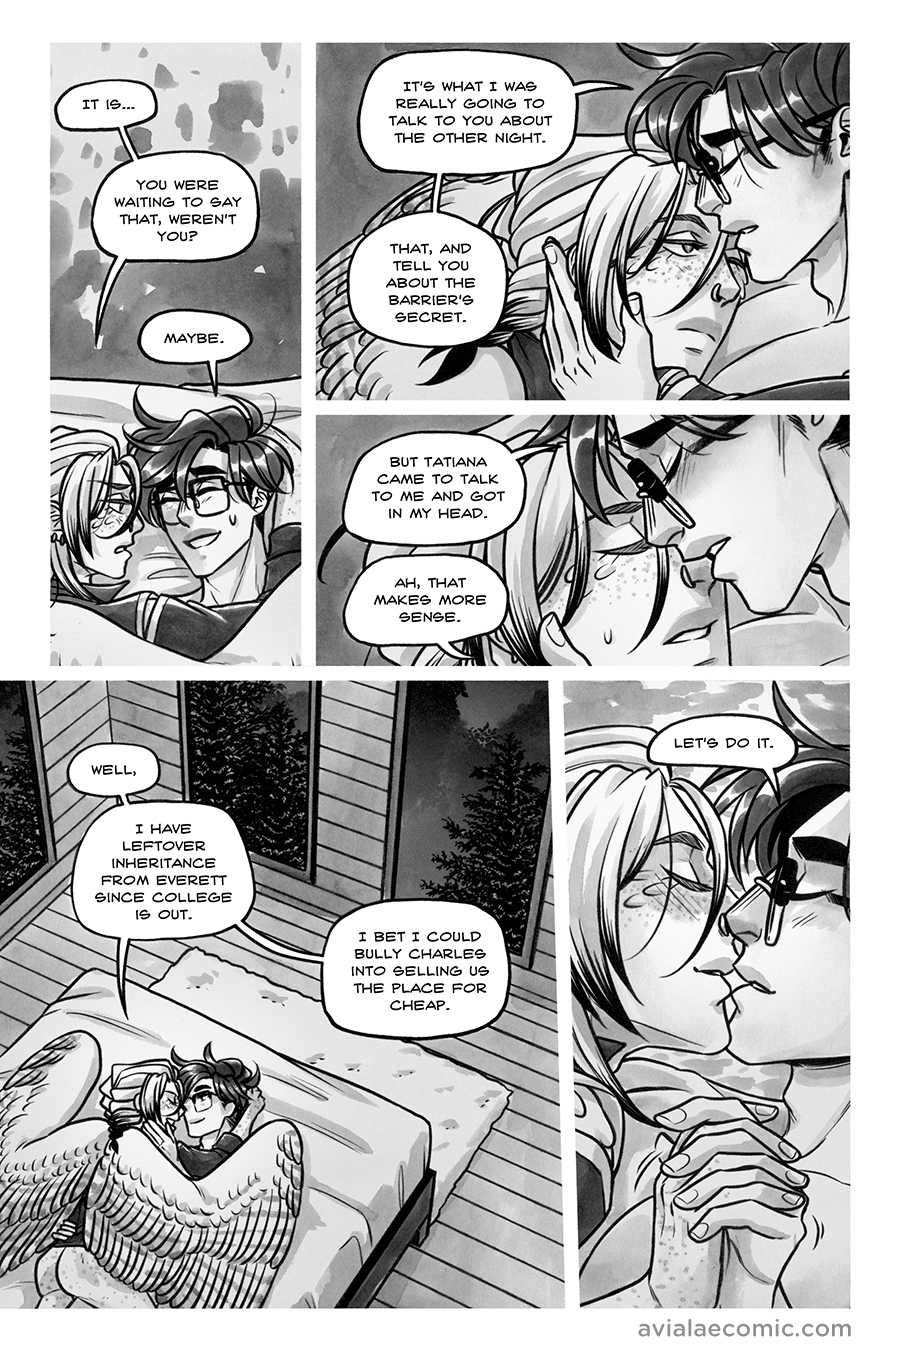 IT IS...
YOU WERE
WAITING TO SAY
THAT, WEREN'T
YOU?
MAYBE.
IT'S WHAT I WAS
REALLY GOING TO
TALK TO YOU ABOUT
THE OTHER NIGHT.
THAT, AND
TELL YOU
ABOUT THE
BARRIER'S
SECRET.
BUT TATIANA
CAME TO TALK
TO ME AND GOT
IN MY HEAD.
AH, THAT
MAKES MORE
SENSE.
WELL,
I HAVE
LEFTOVER
INHERITANCE
FROM EVERETT
SINCE COLLEGE
IS OUT.
I BET I COULD
BULLY CHARLES
INTO SELLING US
THE PLACE FOR
CHEAP.
LET'S DO IT.
avialaecomic.com